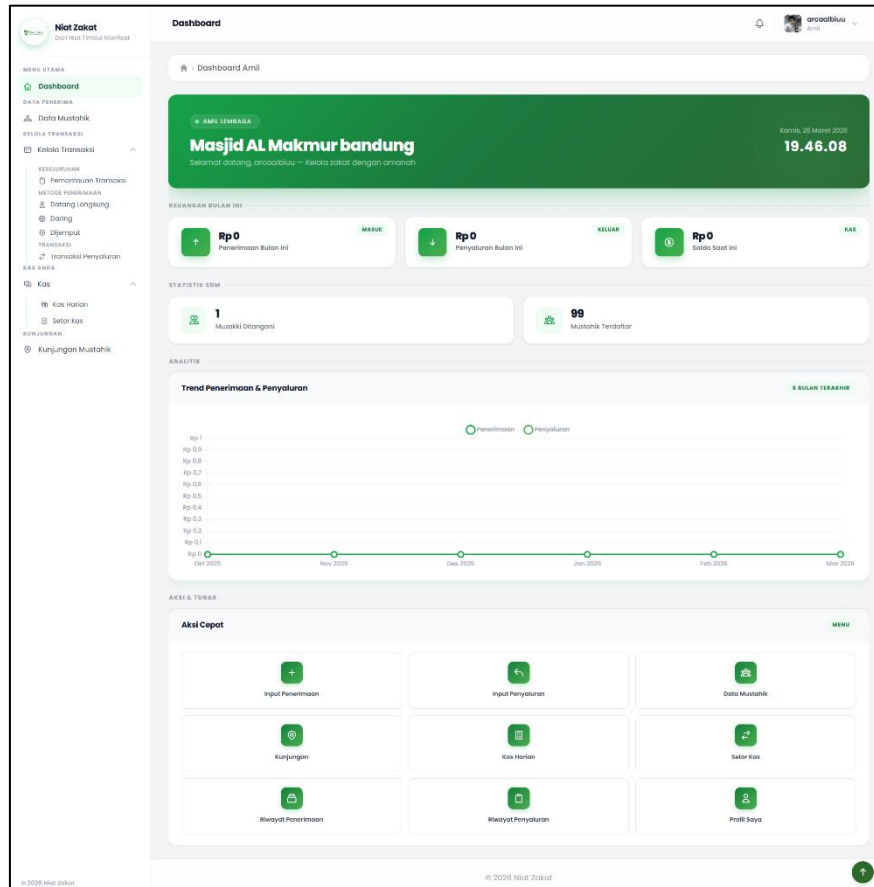 Niat Zakat
Dari Niat Timbul Manfaat
MENU UTAMA
Dashboard
DATA PENERIMA
Data Mustahik
KELOLA TRANSAKSI
Kelola Transaksi
KESELURUHAN
Pemantauan Transaksi
METODE PENERIMAAN
Datang Langsung
Daring
Dijemput
TRANSAKSI
Transaksi Penyaluran
KAS ANDA
Kas
Kas Harian
Setor Kas
KUNJUNGAN
Kunjungan Mustahik
© 2026 Niat Zakat
Dashboard
arcaalbiuu
Amil
Dashboard Amil
AMIL LEMBAGA
Masjid AL Makmur bandung
Selamat datang, arcaalbiuu — Kelola zakat dengan amanah
Kamis, 26 Maret 2026
19.46.08
KEUANGAN BULAN INI
Rp0
Penerimaan Bulan Ini
MASUK
Rp0
Penyaluran Bulan Ini
KELUAR
Rp0
Saldo Saat Ini
KAS
STATISTIK SDM
1
Muzakki Ditangani
99
Mustahik Terdaftar
ANALITIK
Trend Penerimaan & Penyaluran
6 BULAN TERAKHIR
Penerimaan Penyaluran
Rp 1
Rp 0,9
Rp 0,8
Rp 0,7
Rp 0,6
Rp 0,5
Rp 0,4
Rp 0,3
Rp 0,2
Rp 0,1
Rp 0
Okt 2025 Nov 2025 Des 2025 Jan 2026 Feb 2026 Mar 2026
AKSI & TUGAS
Aksi Cepat
MENU
Input Penerimaan
Input Penyaluran
Data Mustahik
Kunjungan
Kas Harian
Setor Kas
Riwayat Penerimaan
Riwayat Penyaluran
Profil Saya
© 2026 Niat Zakat